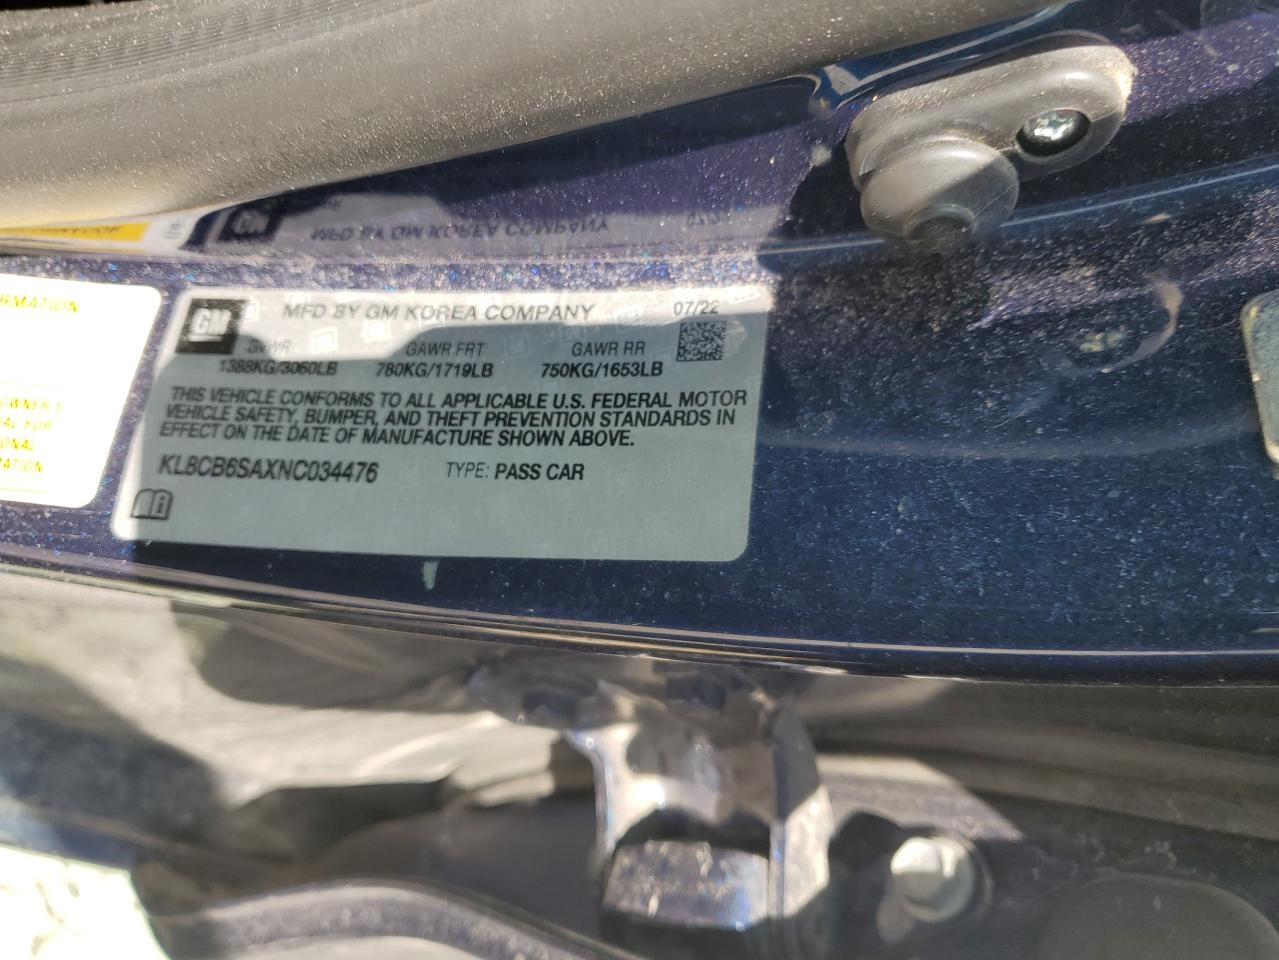 GM
MFD BY GM KOREA COMPANY 07/22
GVWR GAWR FRT GAWR RR
1388KG/3060LB 780KG/1719LB 750KG/1653LB
THIS VEHICLE CONFORMS TO ALL APPLICABLE U.S. FEDERAL MOTOR
VEHICLE SAFETY, BUMPER, AND THEFT PREVENTION STANDARDS IN
EFFECT ON THE DATE OF MANUFACTURE SHOWN ABOVE.
KL8CB6SAXNC034476 TYPE: PASS CAR
OWNER'S
FOR